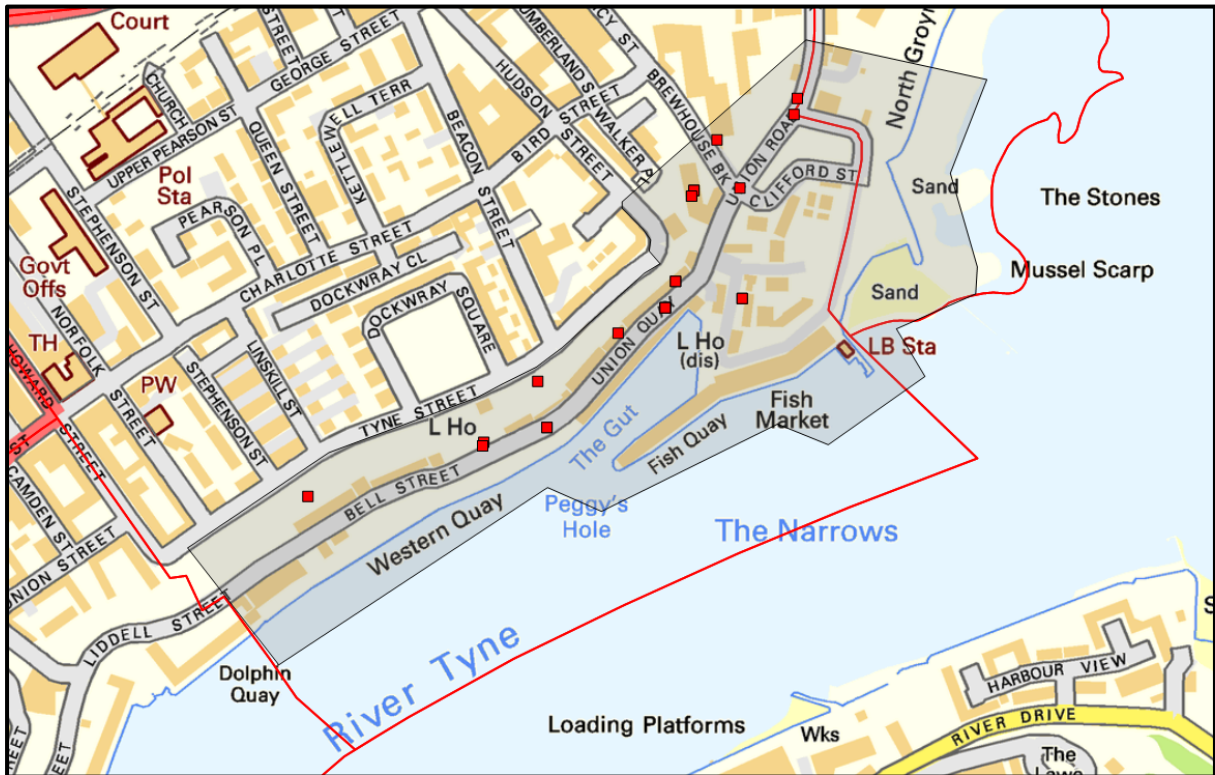 Court
CHURCH
STREET
GEORGE STREET
UPPER PEARSON ST
Pol
Sta
QUEEN STREET
KETTLEWELL TERR
BEACON STREET
HUDSON STREET
BIRD STREET
WALKER PL
BREWHOUSE BK
UNION ROAD
CLIFFORD ST
North Groyn
Sand
The Stones
Mussel Scarp
Sand
STEPHENSON ST
PEARSON PL
CHARLOTTE STREET
DOCKWRAY CL
DOCKWRAY
SQUARE
Govt
Offs
NORFOLK
STREET
TH
HOWARD STREET
PW
STEPHENSON ST
LINSKILL ST
TYNE STREET
L Ho
UNION QUAY
L Ho
(dis)
LB Sta
Fish
Market
The Gut
Fish Quay
BELL STREET
Western Quay
Peggy's
Hole
The Narrows
CAMDEN ST
UNION STREET
LIDDELL STREET
Dolphin
Quay
River Tyne
Loading Platforms
Wks
HARBOUR VIEW
RIVER DRIVE
The